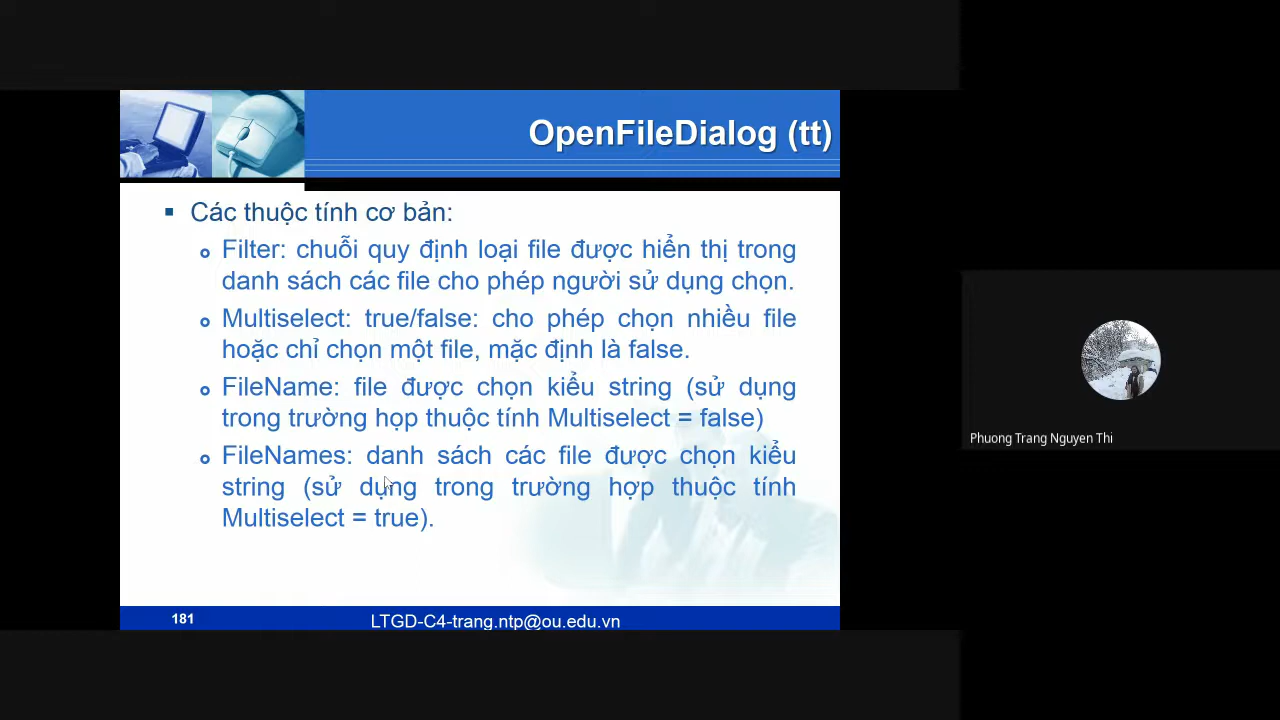 OpenFileDialog (tt)
Các thuộc tính cơ bản:
Filter: chuỗi quy định loại file được hiển thị trong
danh sách các file cho phép người sử dụng chọn.
Multiselect: true/false: cho phép chọn nhiều file
hoặc chỉ chọn một file, mặc định là false.
FileName: file được chọn kiểu string (sử dụng
trong trường họp thuộc tính Multiselect = false)
FileNames: danh sách các file được chọn kiểu
string (sử dụng trong trường hợp thuộc tính
Multiselect = true).
Phuong Trang Nguyen Thi
181
LTGD-C4-trang.ntp@ou.edu.vn